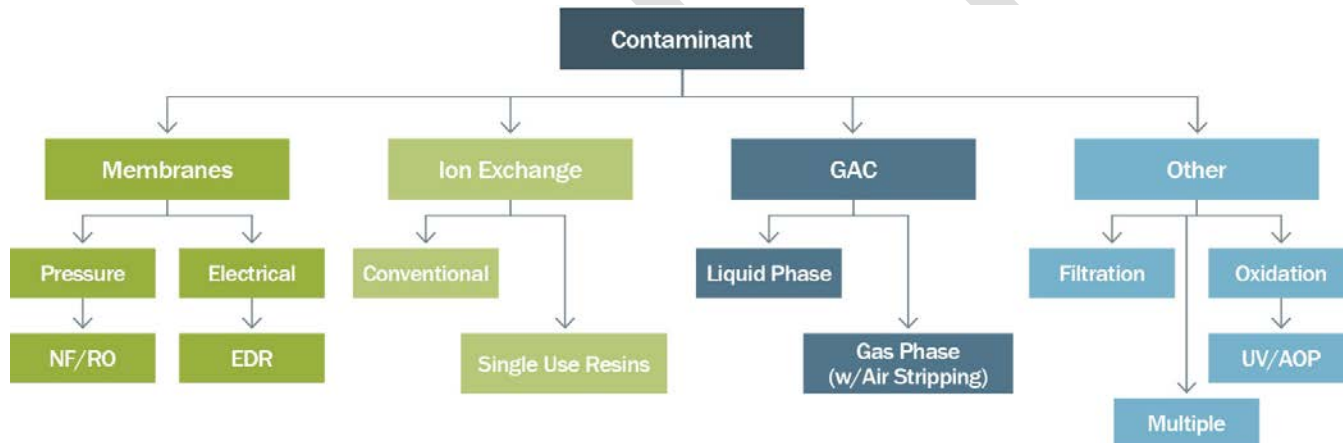 Contaminant
Membranes
Ion Exchange
GAC
Other
Pressure
Electrical
Conventional
Liquid Phase
Filtration
Oxidation
NF/RO
EDR
Single Use Resins
Gas Phase
(w/Air Stripping)
UV/AOP
Multiple